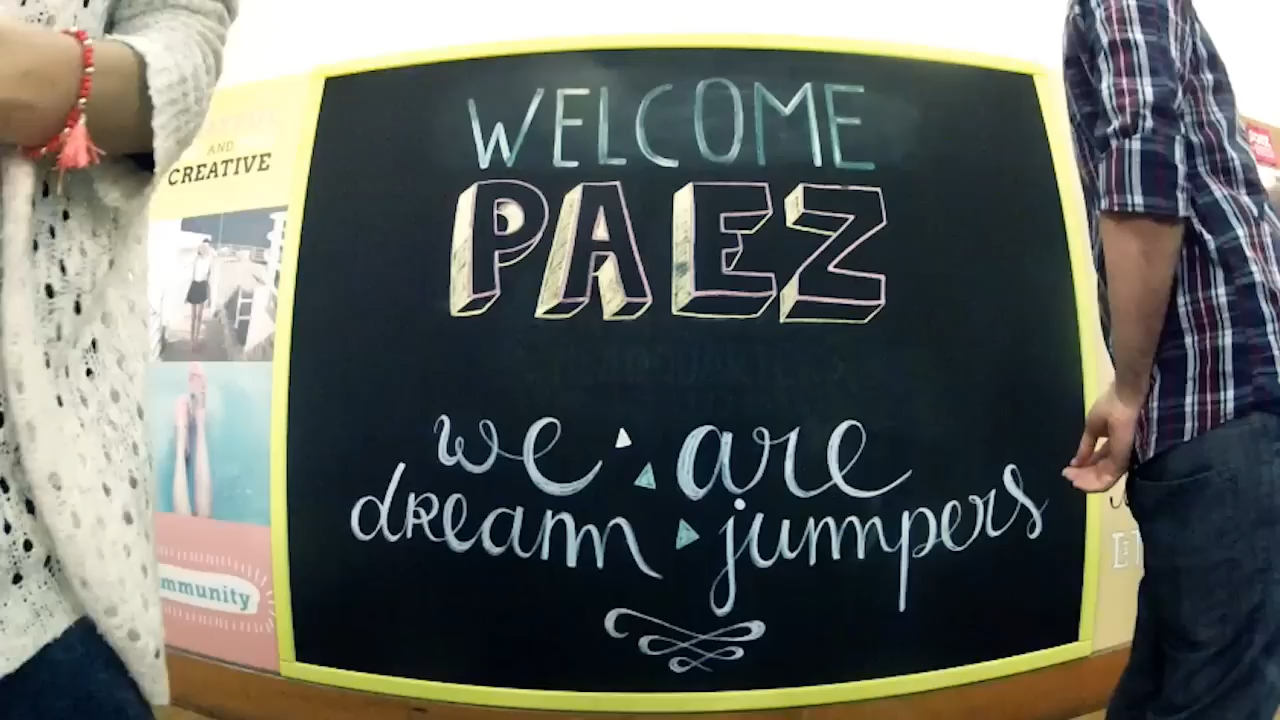 AND
CREATIVE
WELCOME
PAEZ
we are
dream jumpers
mmunity